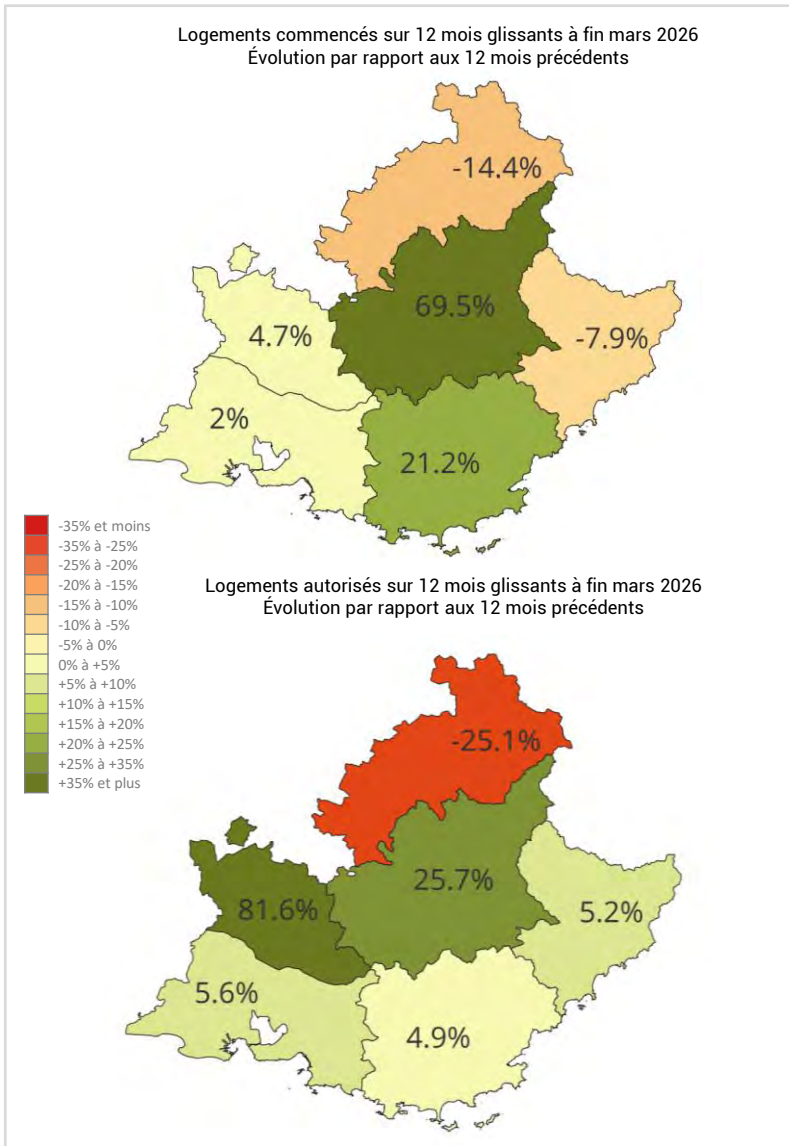 Logements commencés sur 12 mois glissants à fin mars 2026
Évolution par rapport aux 12 mois précédents
-14.4%
69.5%
4.7%
-7.9%
2%
21.2%
-35% et moins
-35% à -25%
-25% à -20%
-20% à -15%
-15% à -10%
-10% à -5%
-5% à 0%
0% à +5%
+5% à +10%
+10% à +15%
+15% à +20%
+20% à +25%
+25% à +35%
+35% et plus
Logements autorisés sur 12 mois glissants à fin mars 2026
Évolution par rapport aux 12 mois précédents
-25.1%
25.7%
81.6%
5.2%
5.6%
4.9%